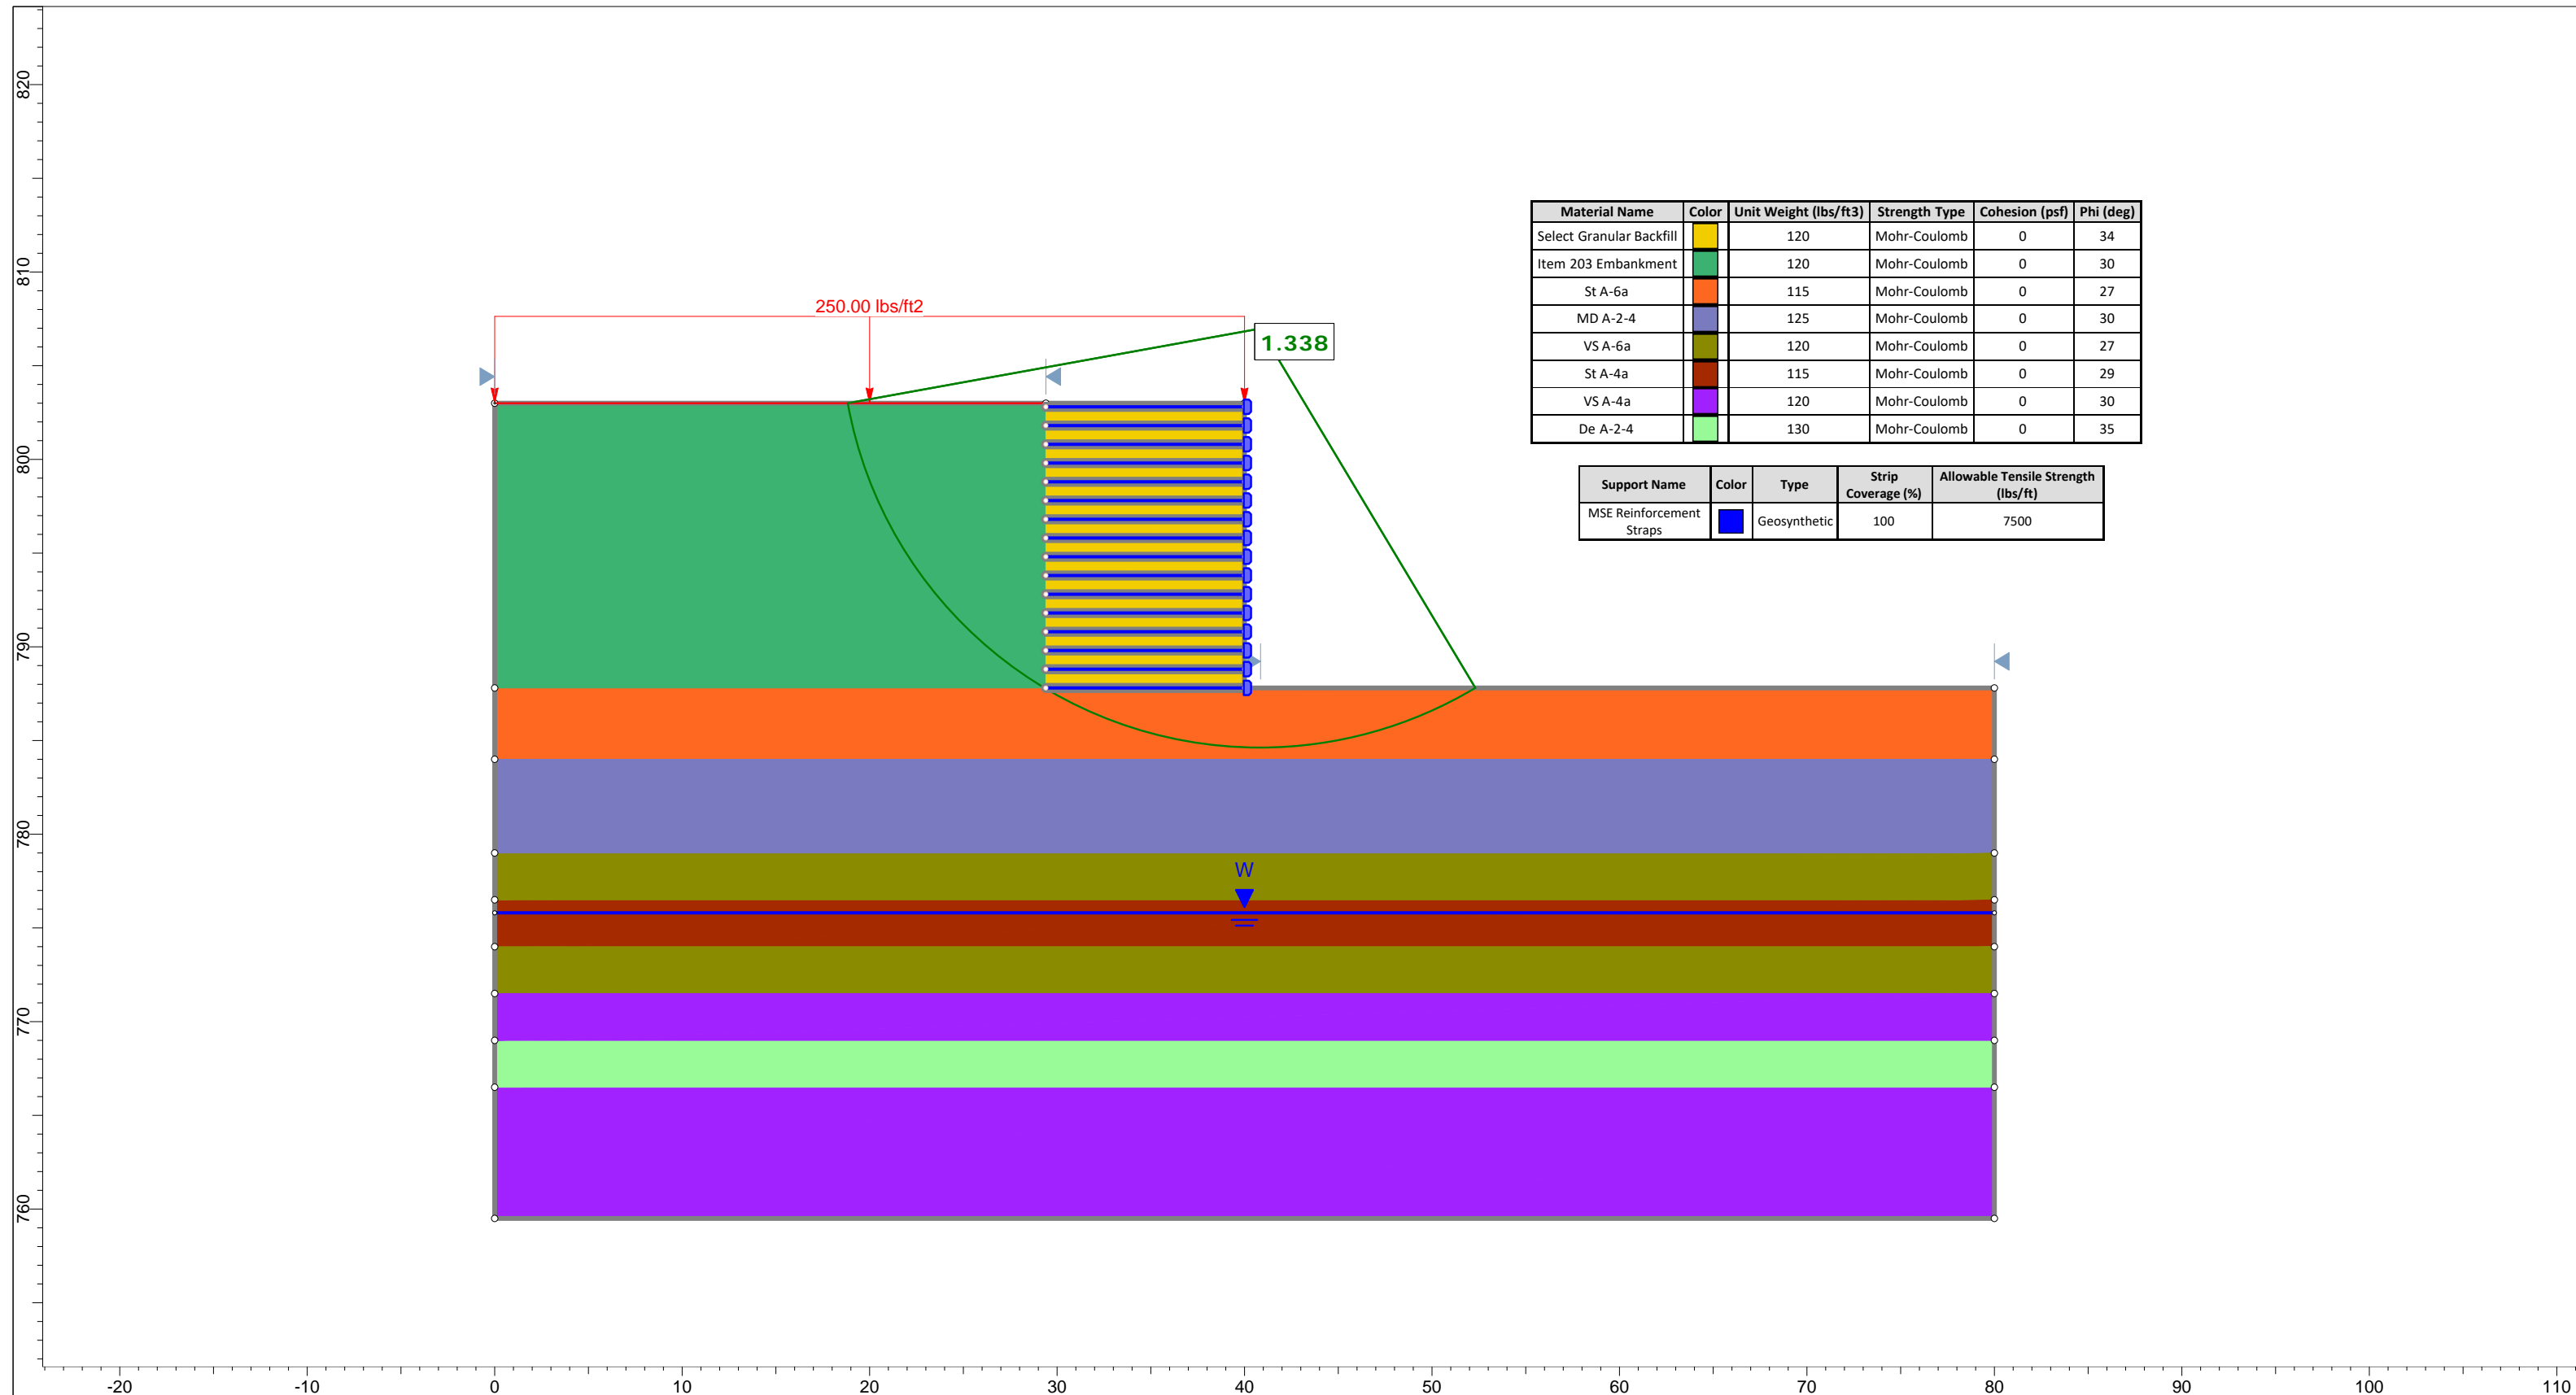 820
810
800
790
780
770
760
-20 -10 0 10 20 30 40 50 60 70 80 90 100 110
250.00 lbs/ft2
1.338
W
Material Name Color Unit Weight (lbs/ft3) Strength Type Cohesion (psf) Phi (deg)
Select Granular Backfill 120 Mohr-Coulomb 0 34
Item 203 Embankment 120 Mohr-Coulomb 0 30
St A-6a 115 Mohr-Coulomb 0 27
MD A-2-4 125 Mohr-Coulomb 0 30
VS A-6a 120 Mohr-Coulomb 0 27
St A-4a 115 Mohr-Coulomb 0 29
VS A-4a 120 Mohr-Coulomb 0 30
De A-2-4 130 Mohr-Coulomb 0 35
Support Name Color Type Strip Coverage (%) Allowable Tensile Strength (lbs/ft)
MSE Reinforcement Straps Geosynthetic 100 7500